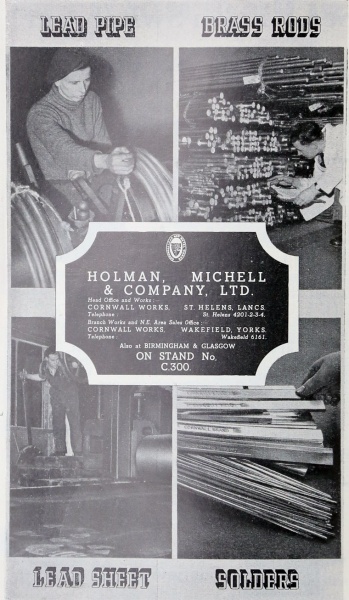 LEAD PIPE
BRASS RODS
HOLMAN, MICHELL
& COMPANY, LTD.
Head Office and Works :-
CORNWALL WORKS, ST. HELENS, LANCS.
Telephone : St. Helens 4201-2-3-4.
Branch Works and N.E. Area Sales Office :-
CORNWALL WORKS, WAKEFIELD, YORKS.
Telephone : Wakefield 6161.
Also at BIRMINGHAM & GLASGOW
ON STAND No.
C.300.
LEAD SHEET
SOLDERS